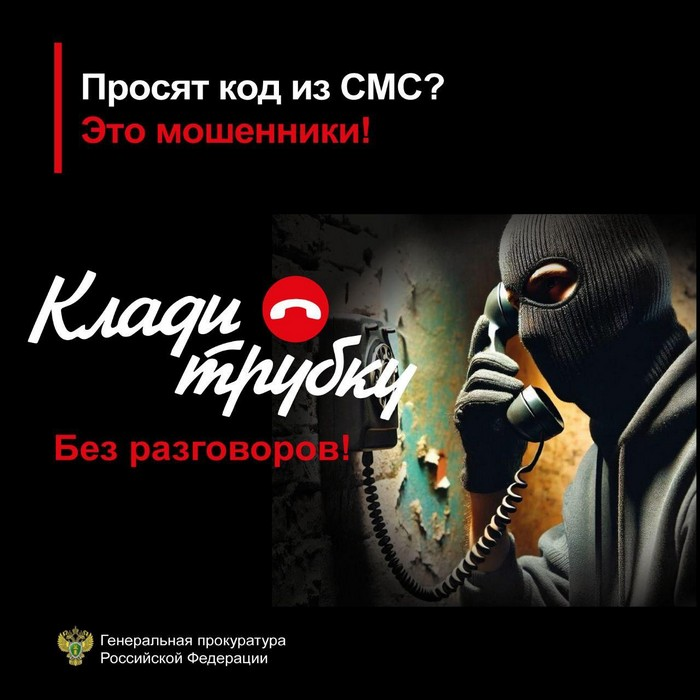 Просят код из СМС?
Это мошенники!
Клади
трубку
Без разговоров!
Генеральная прокуратура
Российской Федерации